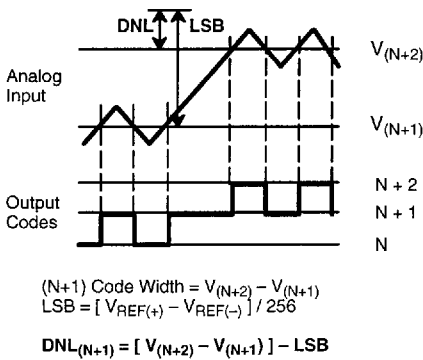 DNL LSB
V(N+2)
Analog
Input
V(N+1)
N + 2
Output
Codes
N + 1
N
(N+1) Code Width = V(N+2) – V(N+1)
LSB = [ VREF(+) – VREF(–) ] / 256
DNL(N+1) = [ V(N+2) – V(N+1) ] – LSB